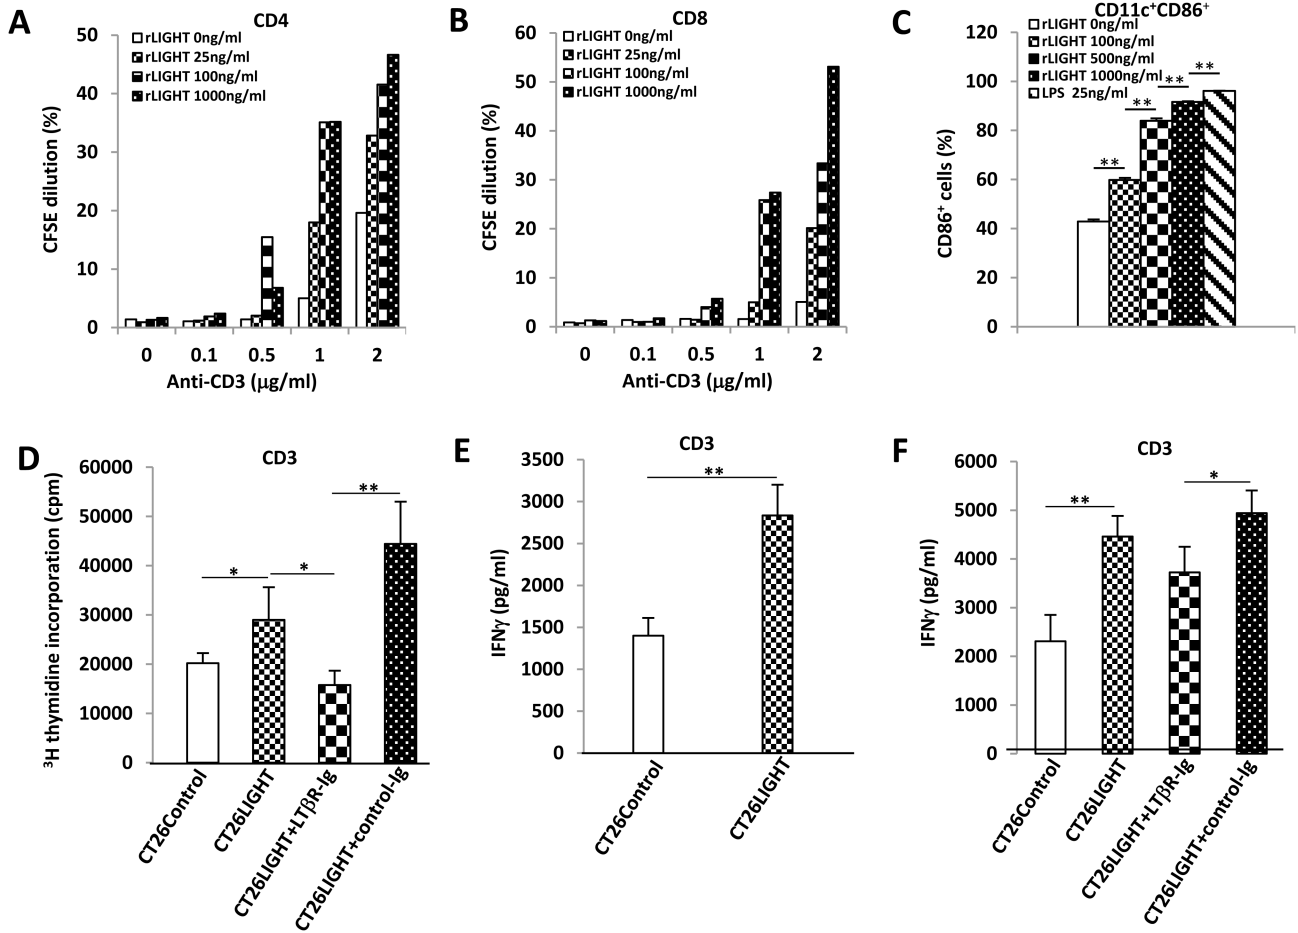 A
CD4
rLIGHT 0ng/ml
rLIGHT 25ng/ml
rLIGHT 100ng/ml
rLIGHT 1000ng/ml
CFSE dilution (%)
50
40
30
20
10
0
0 0.1 0.5 1 2
Anti-CD3 (µg/ml)
B
CD8
rLIGHT 0ng/ml
rLIGHT 25ng/ml
rLIGHT 100ng/ml
rLIGHT 1000ng/ml
CFSE dilution (%)
60
50
40
30
20
10
0
0 0.1 0.5 1 2
Anti-CD3 (µg/ml)
C
CD11c⁺CD86⁺
rLIGHT 0ng/ml
rLIGHT 100ng/ml
rLIGHT 500ng/ml
rLIGHT 1000ng/ml
LPS 25ng/ml
CD86⁺ cells (%)
120
100
80
60
40
20
0
**
**
**
**
D
CD3
³H thymidine incorporation (cpm)
60000
50000
40000
30000
20000
10000
0
*
*
**
CT26Control
CT26LIGHT
CT26LIGHT+LTβR-Ig
CT26LIGHT+control-Ig
E
CD3
IFNγ (pg/ml)
3500
3000
2500
2000
1500
1000
500
0
**
CT26Control
CT26LIGHT
F
CD3
IFNγ (pg/ml)
6000
5000
4000
3000
2000
1000
0
**
*
CT26Control
CT26LIGHT
CT26LIGHT+LTβR-Ig
CT26LIGHT+control-Ig